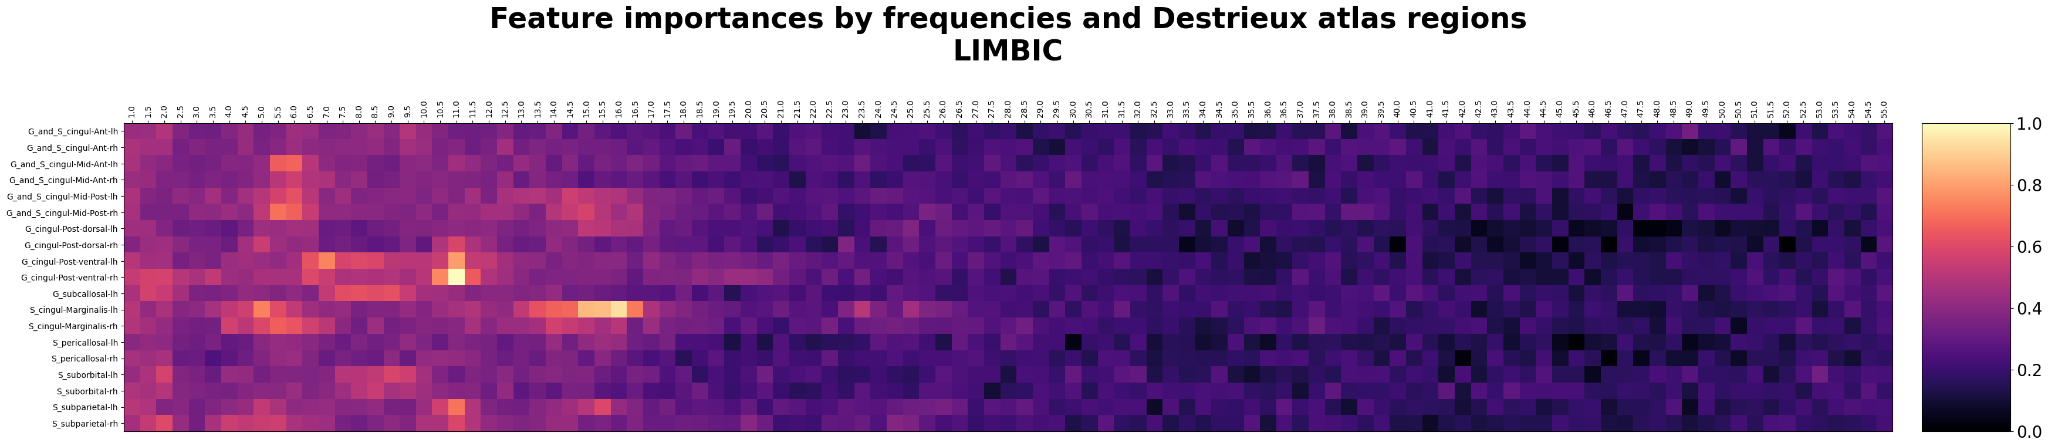 Feature importances by frequencies and Destrieux atlas regions
LIMBIC
1.0 1.5 2.0 2.5 3.0 3.5 4.0 4.5 5.0 5.5 6.0 6.5 7.0 7.5 8.0 8.5 9.0 9.5 10.0 10.5 11.0 11.5 12.0 12.5 13.0 13.5 14.0 14.5 15.0 15.5 16.0 16.5 17.0 17.5 18.0 18.5 19.0 19.5 20.0 20.5 21.0 21.5 22.0 22.5 23.0 23.5 24.0 24.5 25.0 25.5 26.0 26.5 27.0 27.5 28.0 28.5 29.0 29.5 30.0 30.5 31.0 31.5 32.0 32.5 33.0 33.5 34.0 34.5 35.0 35.5 36.0 36.5 37.0 37.5 38.0 38.5 39.0 39.5 40.0 40.5 41.0 41.5 42.0 42.5 43.0 43.5 44.0 44.5 45.0 45.5 46.0 46.5 47.0 47.5 48.0 48.5 49.0 49.5 50.0 50.5 51.0 51.5 52.0 52.5 53.0 53.5 54.0 54.5 55.0
G_and_S_cingul-Ant-lh
G_and_S_cingul-Ant-rh
G_and_S_cingul-Mid-Ant-lh
G_and_S_cingul-Mid-Ant-rh
G_and_S_cingul-Mid-Post-lh
G_and_S_cingul-Mid-Post-rh
G_cingul-Post-dorsal-lh
G_cingul-Post-dorsal-rh
G_cingul-Post-ventral-lh
G_cingul-Post-ventral-rh
G_subcallosal-lh
S_cingul-Marginalis-lh
S_cingul-Marginalis-rh
S_pericallosal-lh
S_pericallosal-rh
S_suborbital-lh
S_suborbital-rh
S_subparietal-lh
S_subparietal-rh
1.0
0.8
0.6
0.4
0.2
0.0